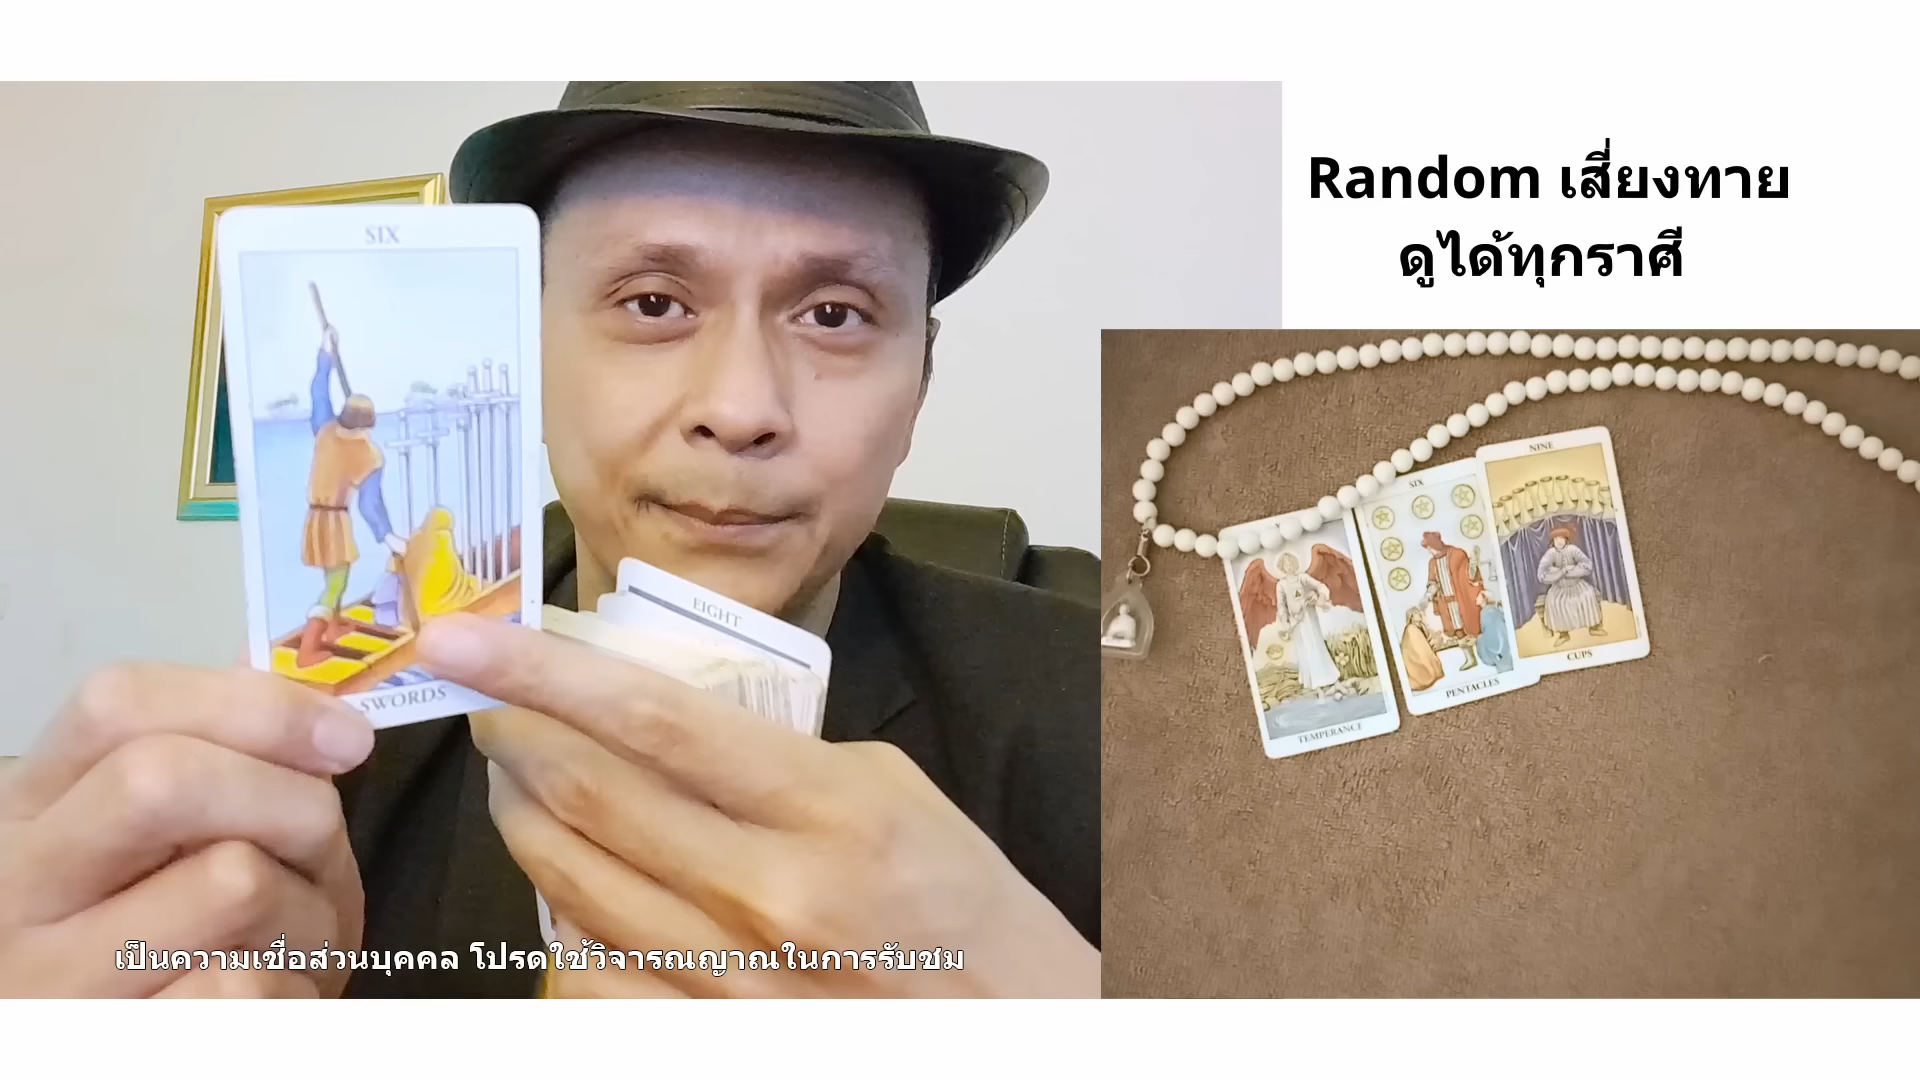 Random เสี่ยงทาย
ดูได้ทุกราศี
SIX
SWORDS
EIGHT
NINE
CUPS
SIX
PENTACLES
TEMPERANCE
เป็นความเชื่อส่วนบุคคล โปรดใช้วิจารณญาณในการรับชม